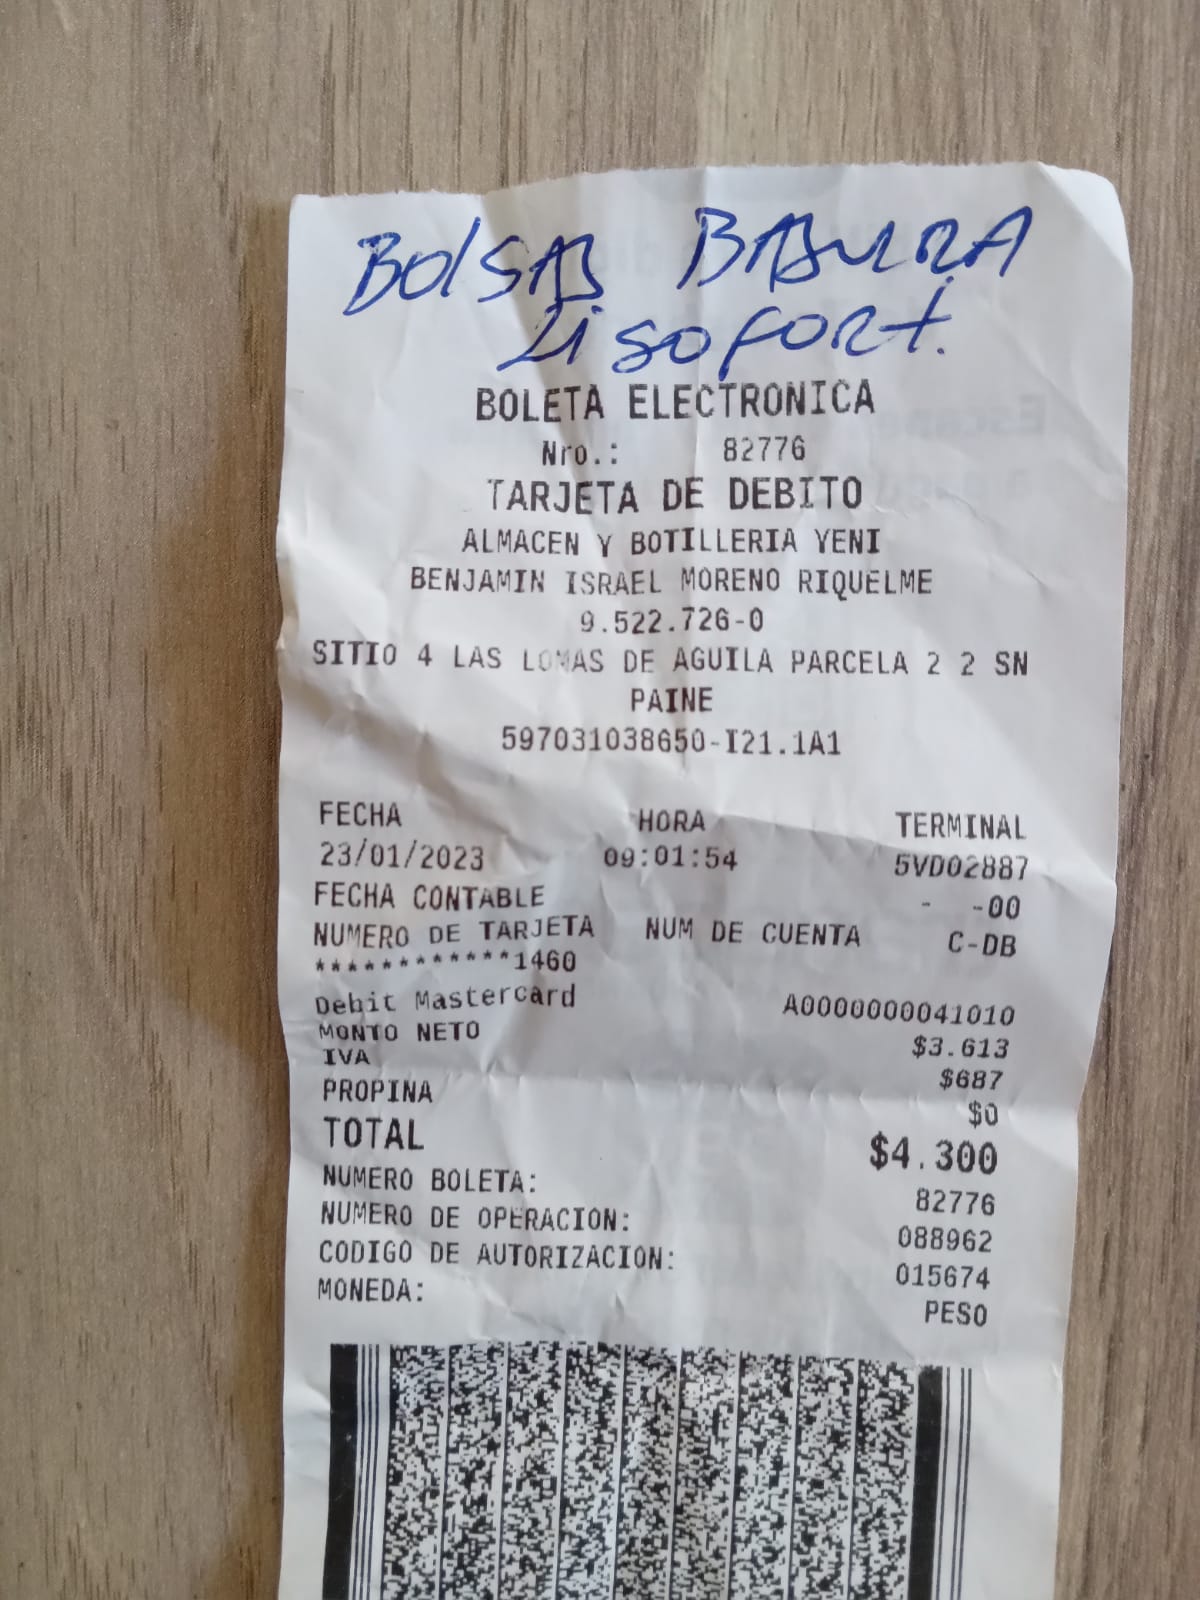 BOLSAS BASURA
LiSOFORT.
BOLETA ELECTRONICA
Nro.: 82776
TARJETA DE DEBITO
ALMACEN Y BOTILLERIA YENI
BENJAMIN ISRAEL MORENO RIQUELME
9.522.726-0
SITIO 4 LAS LOMAS DE AGUILA PARCELA 2 2 SN
PAINE
597031038650-I21.1A1
FECHA HORA TERMINAL
23/01/2023 09:01:54 5VD02887
FECHA CONTABLE - -00
NUMERO DE TARJETA NUM DE CUENTA C-DB
************1460
Debit Mastercard A0000000041010
MONTO NETO $3.613
IVA $687
PROPINA $0
TOTAL $4.300
NUMERO BOLETA: 82776
NUMERO DE OPERACION: 088962
CODIGO DE AUTORIZACION: 015674
MONEDA: PESO